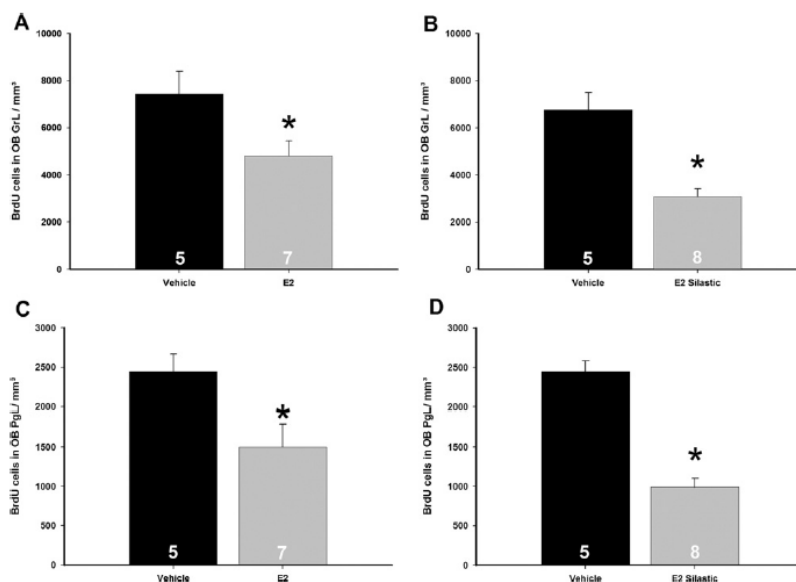 A
BrdU cells in OB GrL / mm³
10000
8000
6000
4000
2000
0
*
5
7
Vehicle
E2
B
BrdU cells in OB GrL / mm³
10000
8000
6000
4000
2000
0
*
5
8
Vehicle
E2 Silastic
C
BrdU cells in OB PgL/ mm³
3000
2500
2000
1500
1000
500
0
*
5
7
Vehicle
E2
D
BrdU cells in OB PgL/ mm³
3000
2500
2000
1500
1000
500
0
*
5
8
Vehicle
E2 Silastic